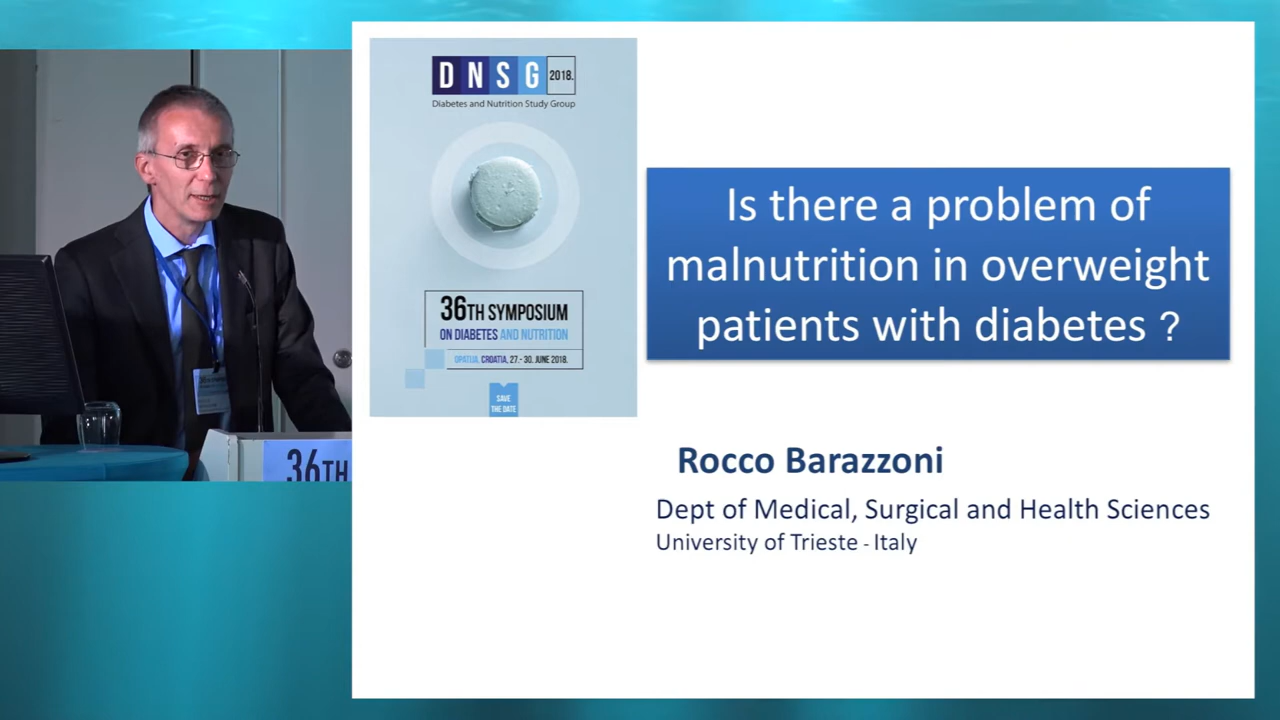 DNSG 2018.
Diabetes and Nutrition Study Group
36TH SYMPOSIUM
ON DIABETES AND NUTRITION
OPATIJA, CROATIA, 27.- 30. JUNE 2018.
SAVE
THE DATE
Is there a problem of
malnutrition in overweight
patients with diabetes ?
Rocco Barazzoni
Dept of Medical, Surgical and Health Sciences
University of Trieste - Italy
36TH